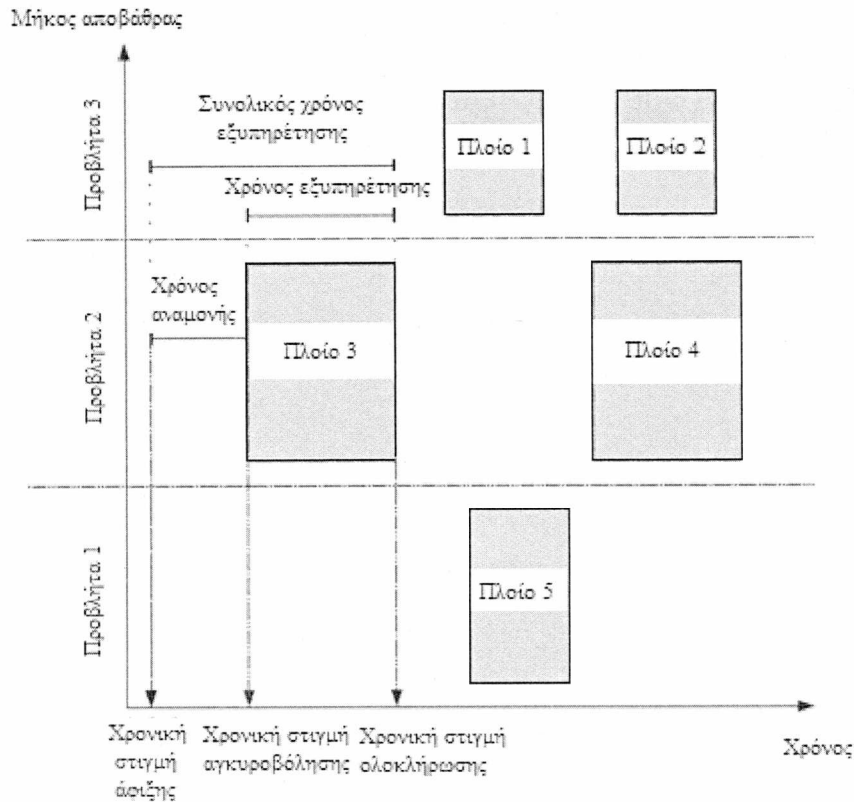 Μήκος αποβάθρας
Προβλήτα 3
Συνολικός χρόνος
εξυπηρέτησης
Χρόνος εξυπηρέτησης
Πλοίο 1
Πλοίο 2
Προβλήτα 2
Χρόνος
αναμονής
Πλοίο 3
Πλοίο 4
Προβλήτα 1
Πλοίο 5
Χρονική
στιγμή
άφιξης
Χρονική στιγμή
αγκυροβόλησης
Χρονική στιγμή
ολοκλήρωσης
Χρόνος